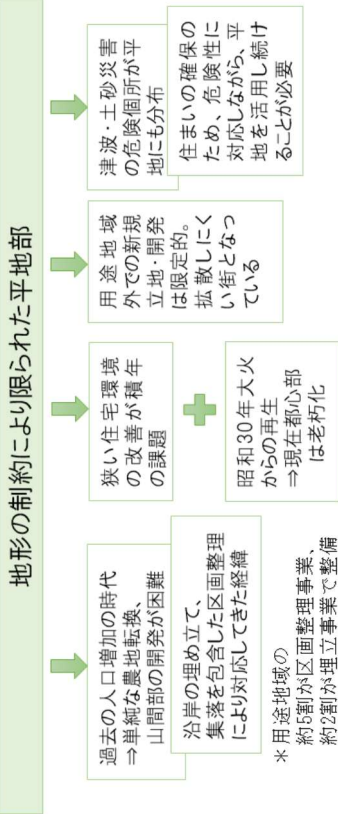 地形の制約により限られた平地部
過去の人口増加の時代
⇒単純な農地転換、
山間部の開発が困難
沿岸の埋め立て、
集落を包含した区画整理
により対応してきた経緯
＊用途地域の
約5割が区画整理事業、
約2割が埋立事業で整備
狭い住宅環境
の改善が積年
の課題
昭和30年大火
からの再生
⇒現在都心部
は老朽化
用途地域
外での新規
立地・開発
は限定的。
拡散しにく
い街となっ
ている
津波・土砂災害
の危険個所が平
地にも分布
住まいの確保の
ため、危険性に
対応しながら、平
地を活用し続け
ることが必要